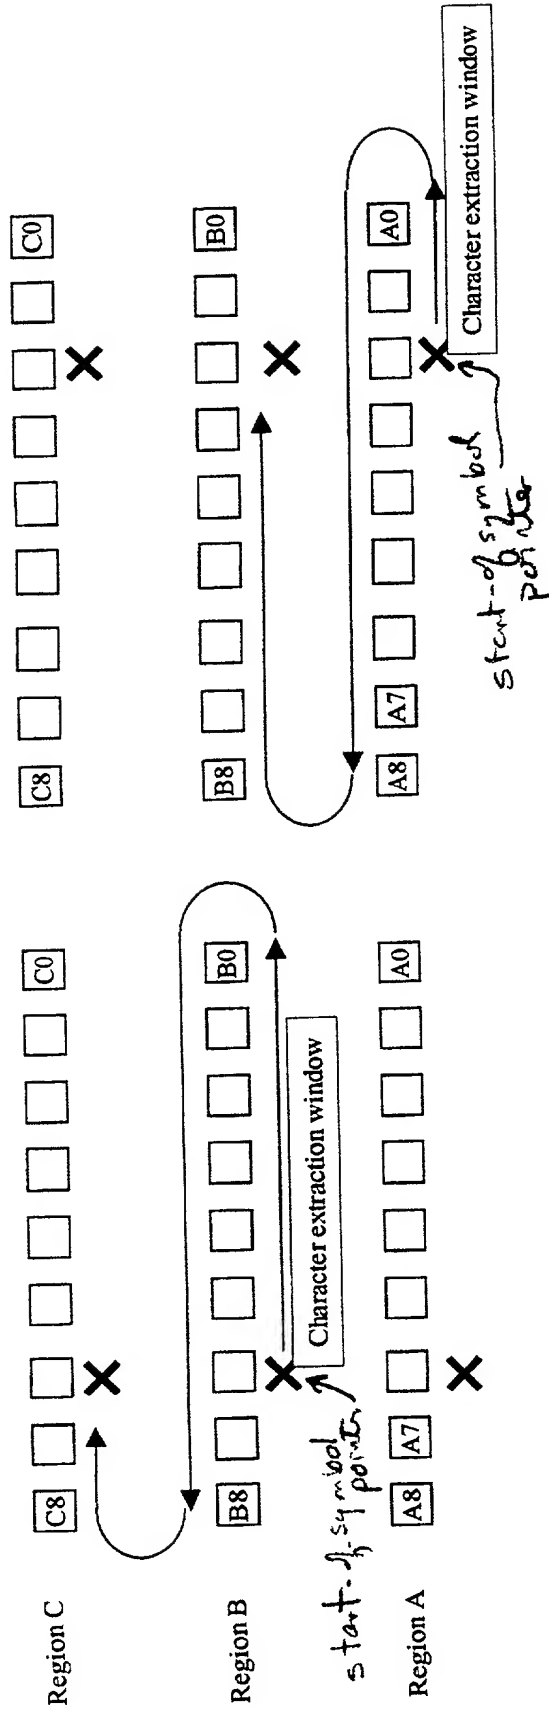 Region C
C8
C0
C8
C0
Region B
B8
B0
B8
B0
Character extraction window
start-of-symbol
pointer
Region A
A8
A7
A0
A8
A7
A0
Character extraction window
start-of-symbol
pointer